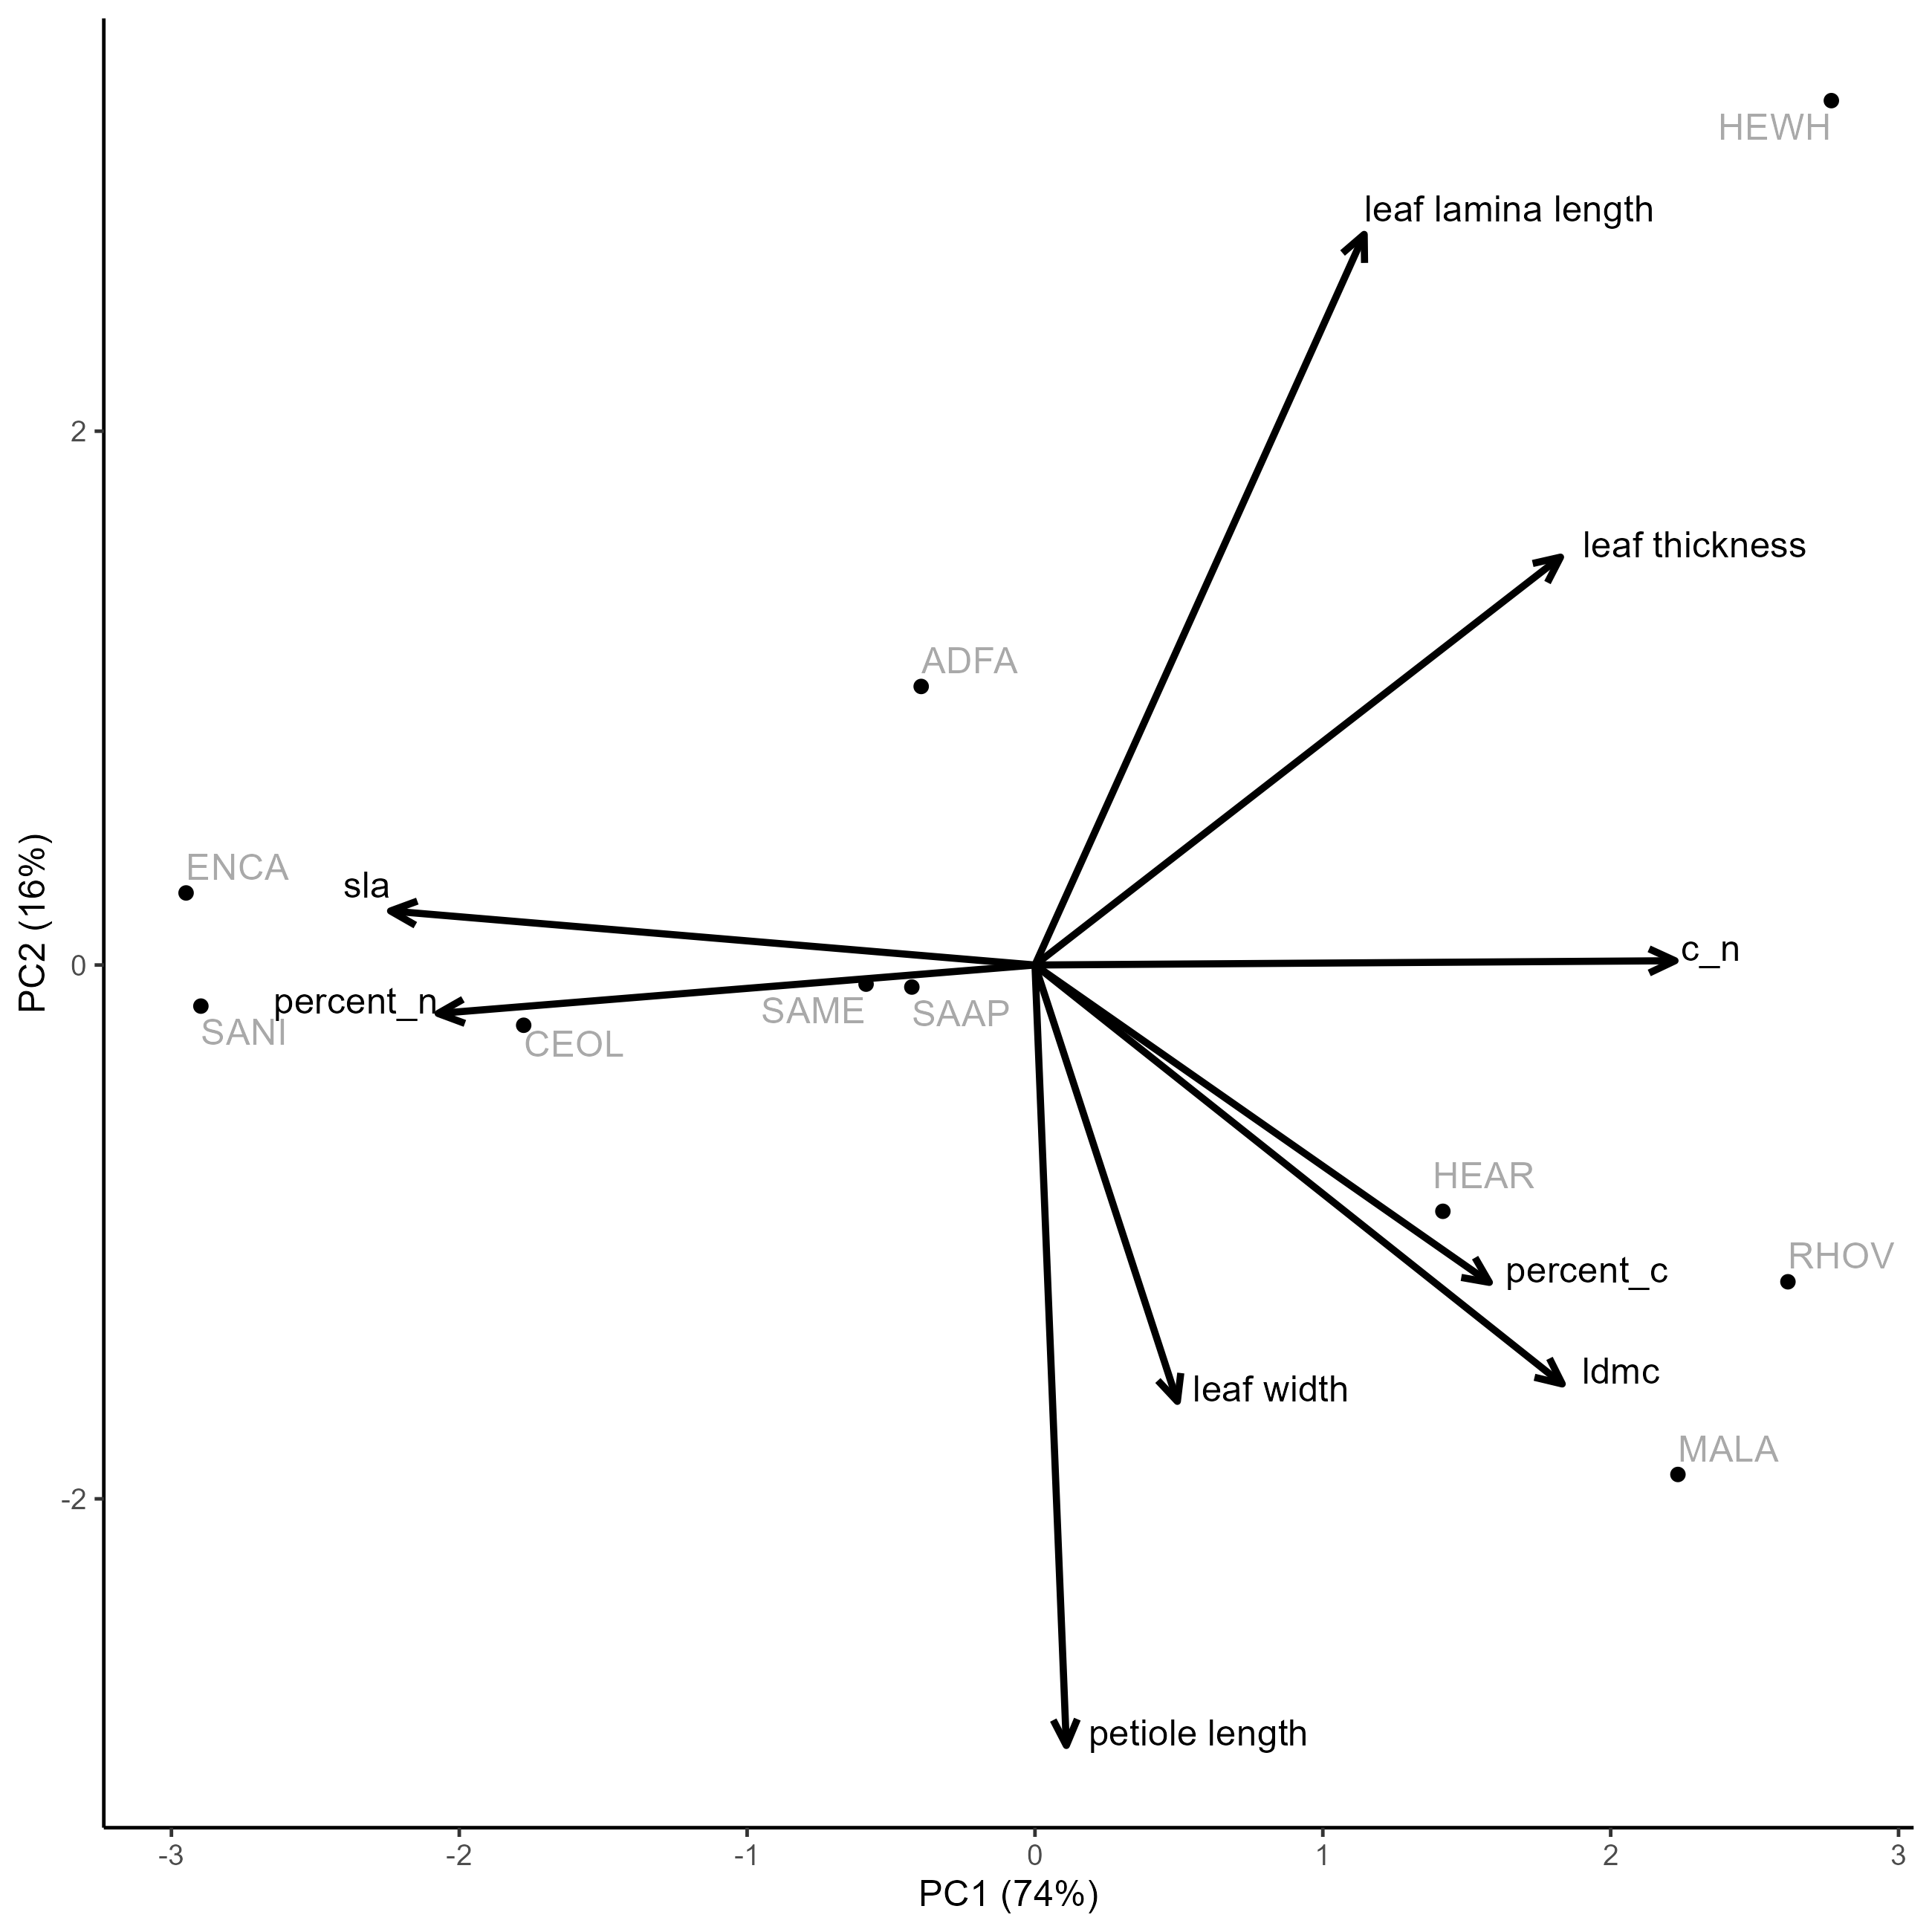 HEWH
leaf lamina length
leaf thickness
ADFA
ENCA
sla
c_n
percent_n
SAME
SAAP
SANI
CEOL
HEAR
RHOV
percent_c
ldmc
leaf width
MALA
petiole length
2
0
-2
PC2 (16%)
-3
-2
-1
0
1
2
3
PC1 (74%)